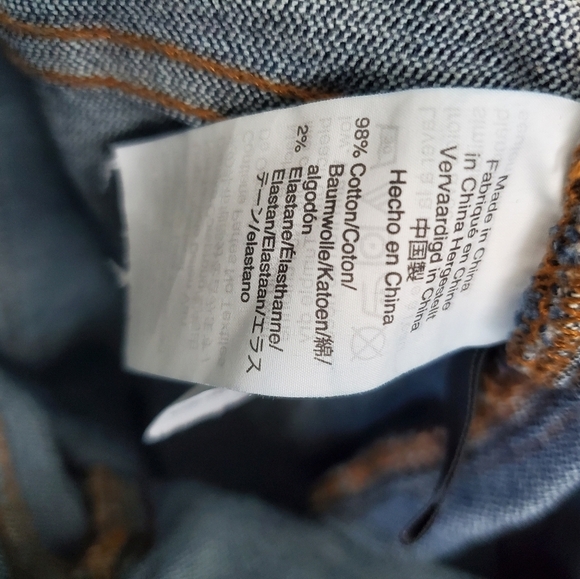 Made in China
Fabriqué en Chine
in China Hergestellt
Vervaardigd in China
中国製
Hecho en China
98% Cotton/Coton/
Baumwolle/Katoen/綿/
algodón
2% Elastane/Élasthanne/
Elastan/Elastaan/エラス
テーン/elastano